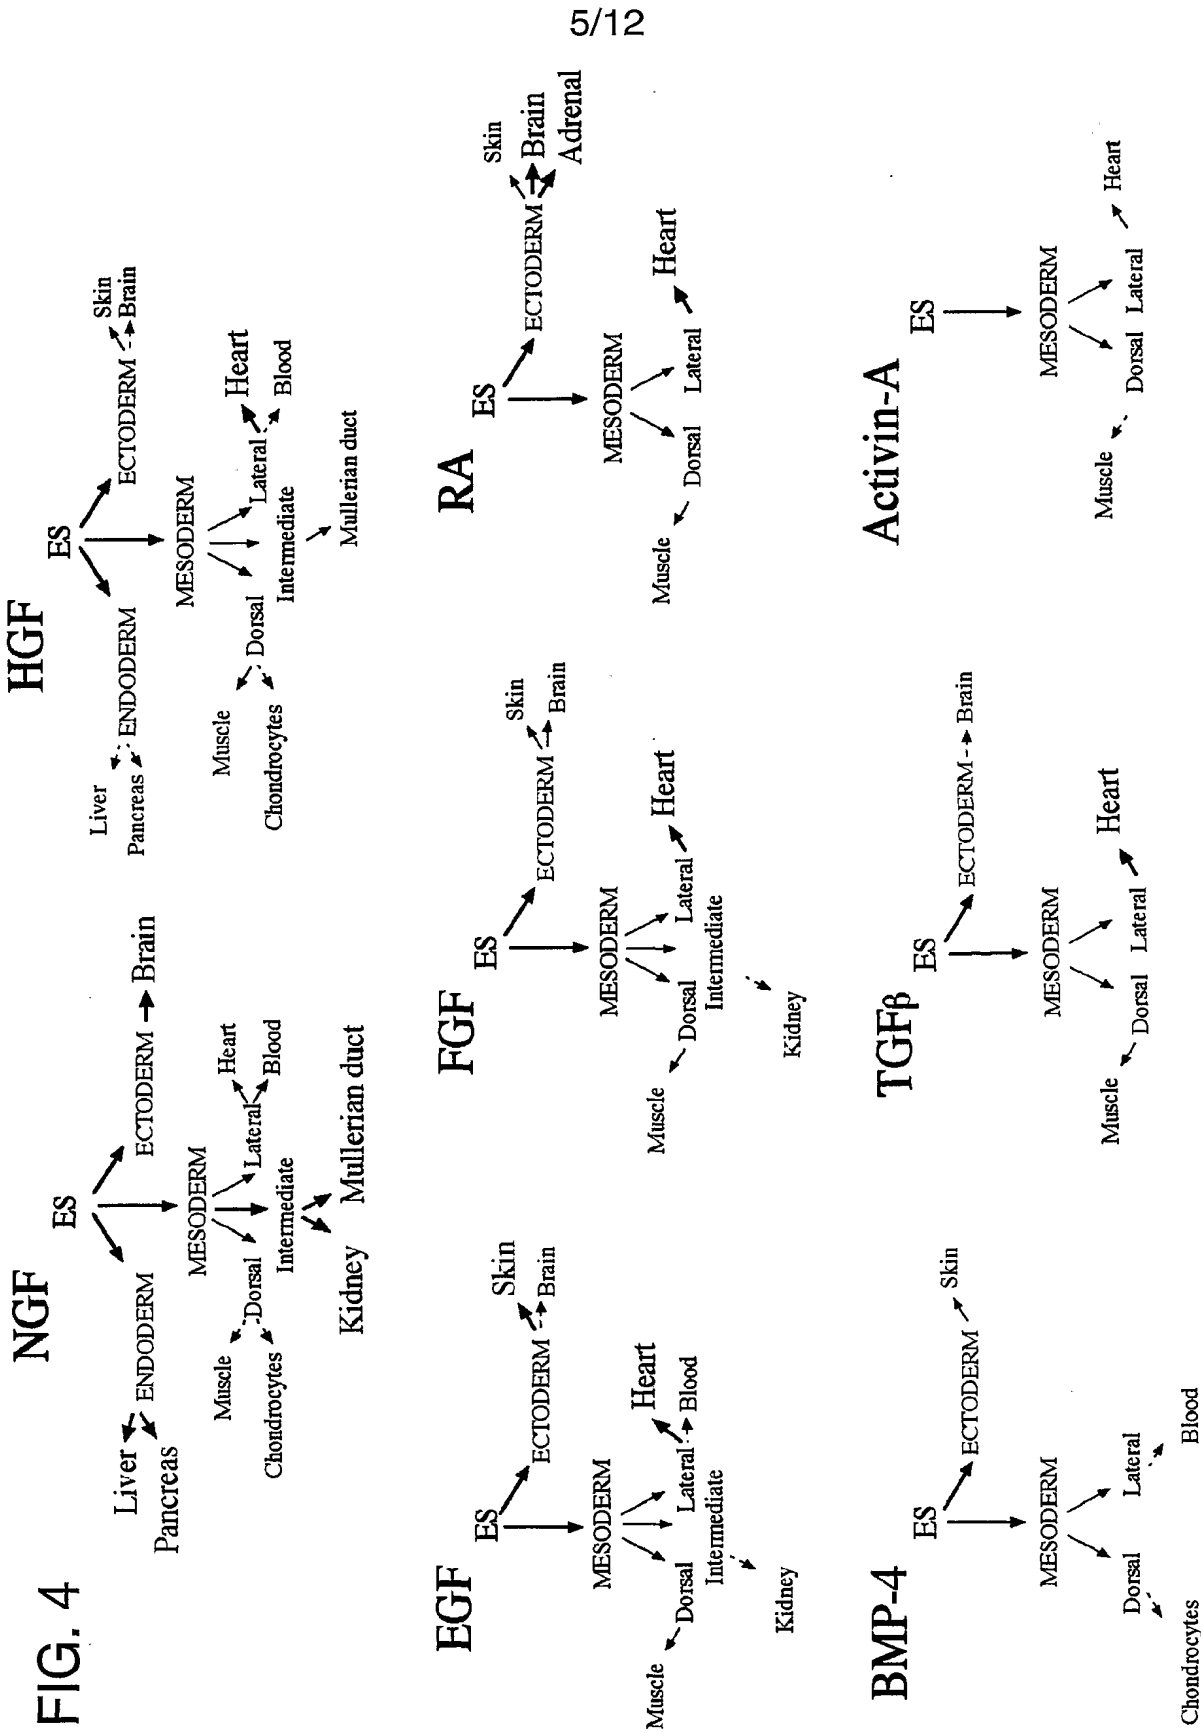 5/12
FIG. 4
NGF
ES
ENDODERM
ECTODERM
Brain
Liver
Pancreas
MESODERM
Dorsal
Lateral
Intermediate
Muscle
Chondrocytes
Heart
Blood
Kidney
Mullerian duct
HGF
ES
ENDODERM
ECTODERM
Skin
Brain
Liver
Pancreas
MESODERM
Dorsal
Lateral
Intermediate
Muscle
Chondrocytes
Heart
Blood
Mullerian duct
EGF
ES
ECTODERM
Skin
Brain
MESODERM
Dorsal
Lateral
Intermediate
Muscle
Heart
Blood
Kidney
FGF
ES
ECTODERM
Skin
Brain
MESODERM
Dorsal
Lateral
Intermediate
Muscle
Heart
Kidney
RA
ES
ECTODERM
Skin
Brain
Adrenal
MESODERM
Dorsal
Lateral
Muscle
Heart
BMP-4
ES
ECTODERM
Skin
MESODERM
Dorsal
Lateral
Chondrocytes
Blood
TGFβ
ES
ECTODERM
Brain
MESODERM
Dorsal
Lateral
Muscle
Heart
Activin-A
ES
MESODERM
Dorsal
Lateral
Muscle
Heart